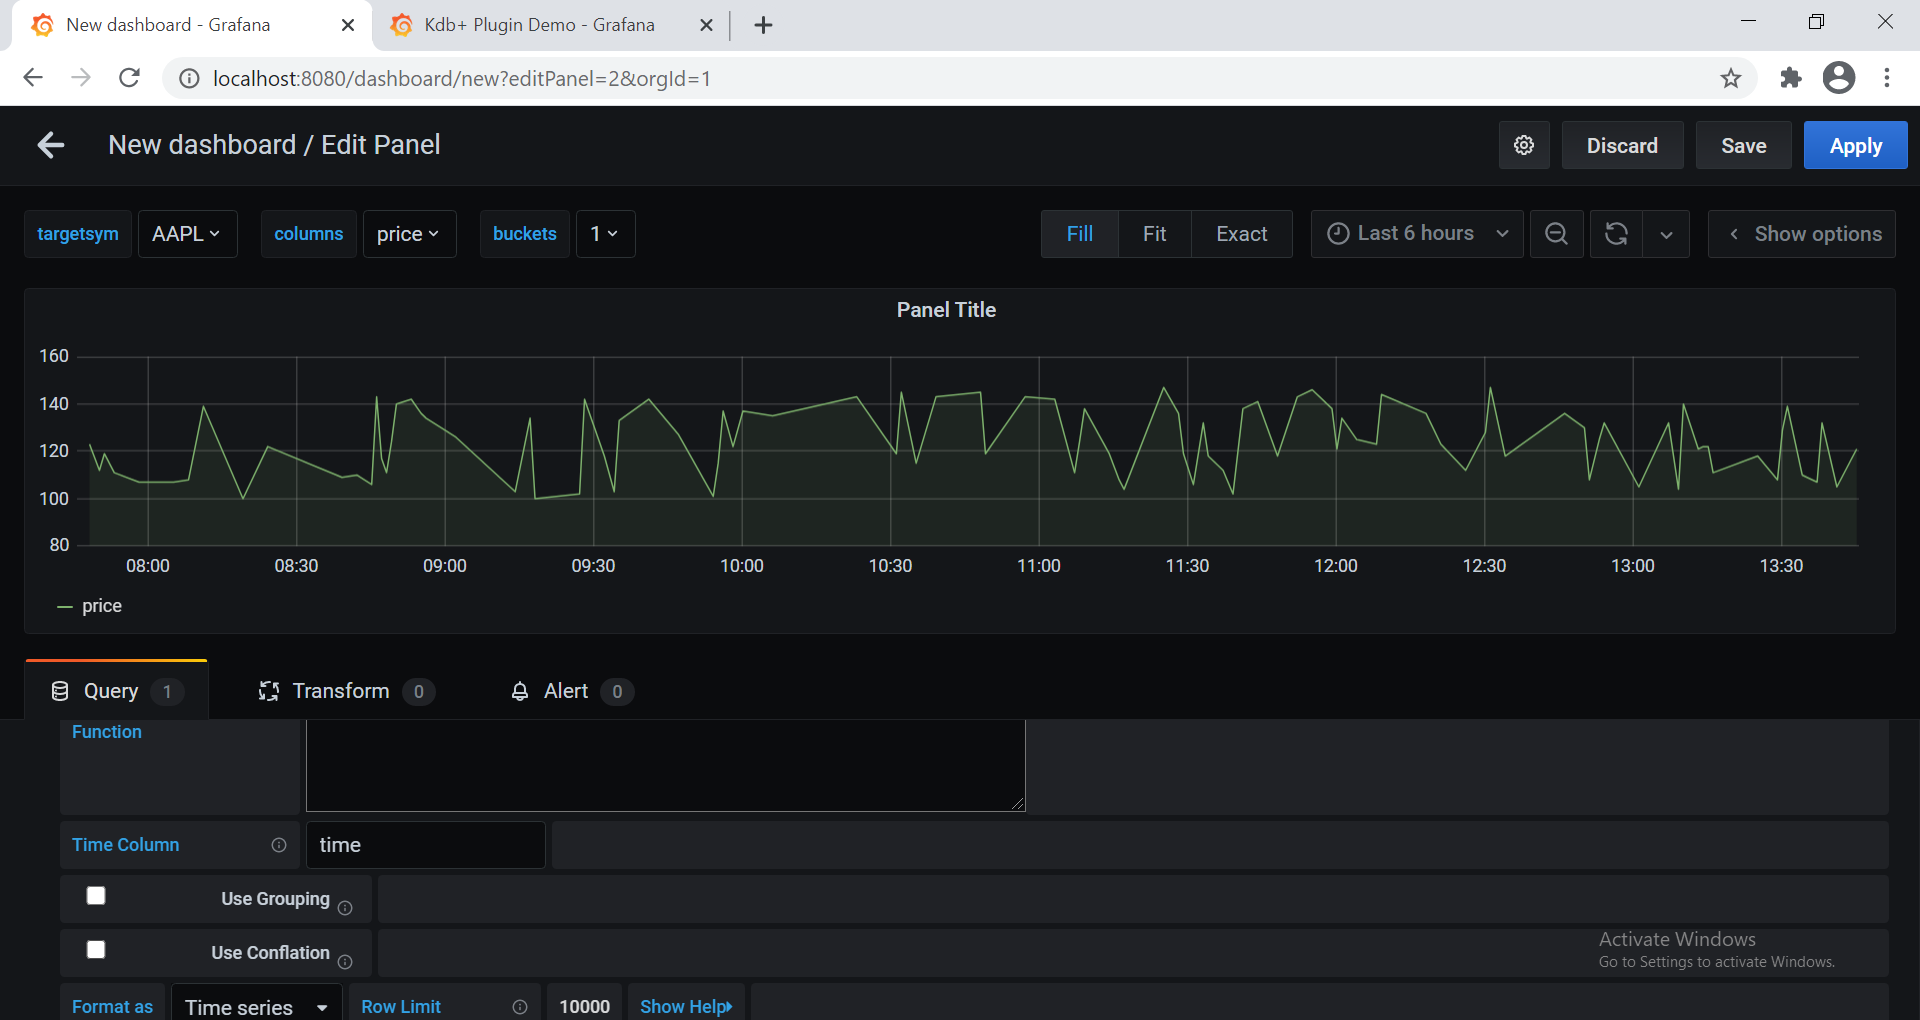 New dashboard - Grafana
Kdb+ Plugin Demo - Grafana
localhost:8080/dashboard/new?editPanel=2&orgId=1
New dashboard / Edit Panel
Discard
Save
Apply
targetsym AAPL columns price buckets 1
Fill Fit Exact Last 6 hours Show options
Panel Title
160
140
120
100
80
08:00 08:30 09:00 09:30 10:00 10:30 11:00 11:30 12:00 12:30 13:00 13:30
price
Query 1 Transform 0 Alert 0
Function
Time Column time
Use Grouping
Use Conflation
Activate Windows
Go to Settings to activate Windows.
Format as Time series Row Limit 10000 Show Help